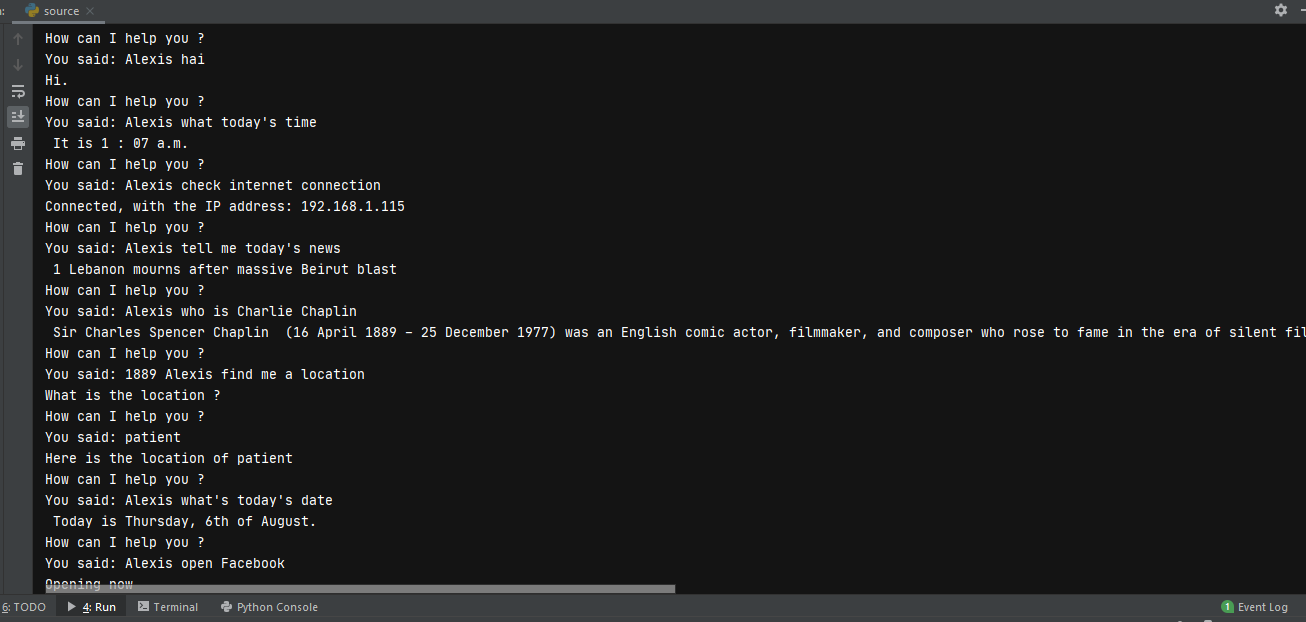 source
How can I help you ?
You said: Alexis hai
Hi.
How can I help you ?
You said: Alexis what today's time
It is 1 : 07 a.m.
How can I help you ?
You said: Alexis check internet connection
Connected, with the IP address: 192.168.1.115
How can I help you ?
You said: Alexis tell me today's news
1 Lebanon mourns after massive Beirut blast
How can I help you ?
You said: Alexis who is Charlie Chaplin
Sir Charles Spencer Chaplin  (16 April 1889 – 25 December 1977) was an English comic actor, filmmaker, and composer who rose to fame in the era of silent fil
How can I help you ?
You said: 1889 Alexis find me a location
What is the location ?
How can I help you ?
You said: patient
Here is the location of patient
How can I help you ?
You said: Alexis what's today's date
Today is Thursday, 6th of August.
How can I help you ?
You said: Alexis open Facebook
Opening now
6: TODO 4: Run Terminal Python Console 1 Event Log